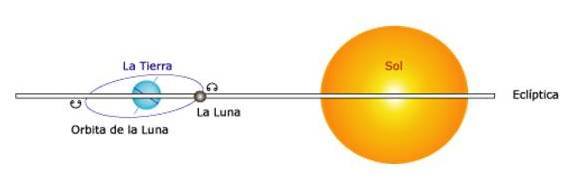 La Tierra
Sol
☊
Eclíptica
☋
La Luna
Orbita de la Luna